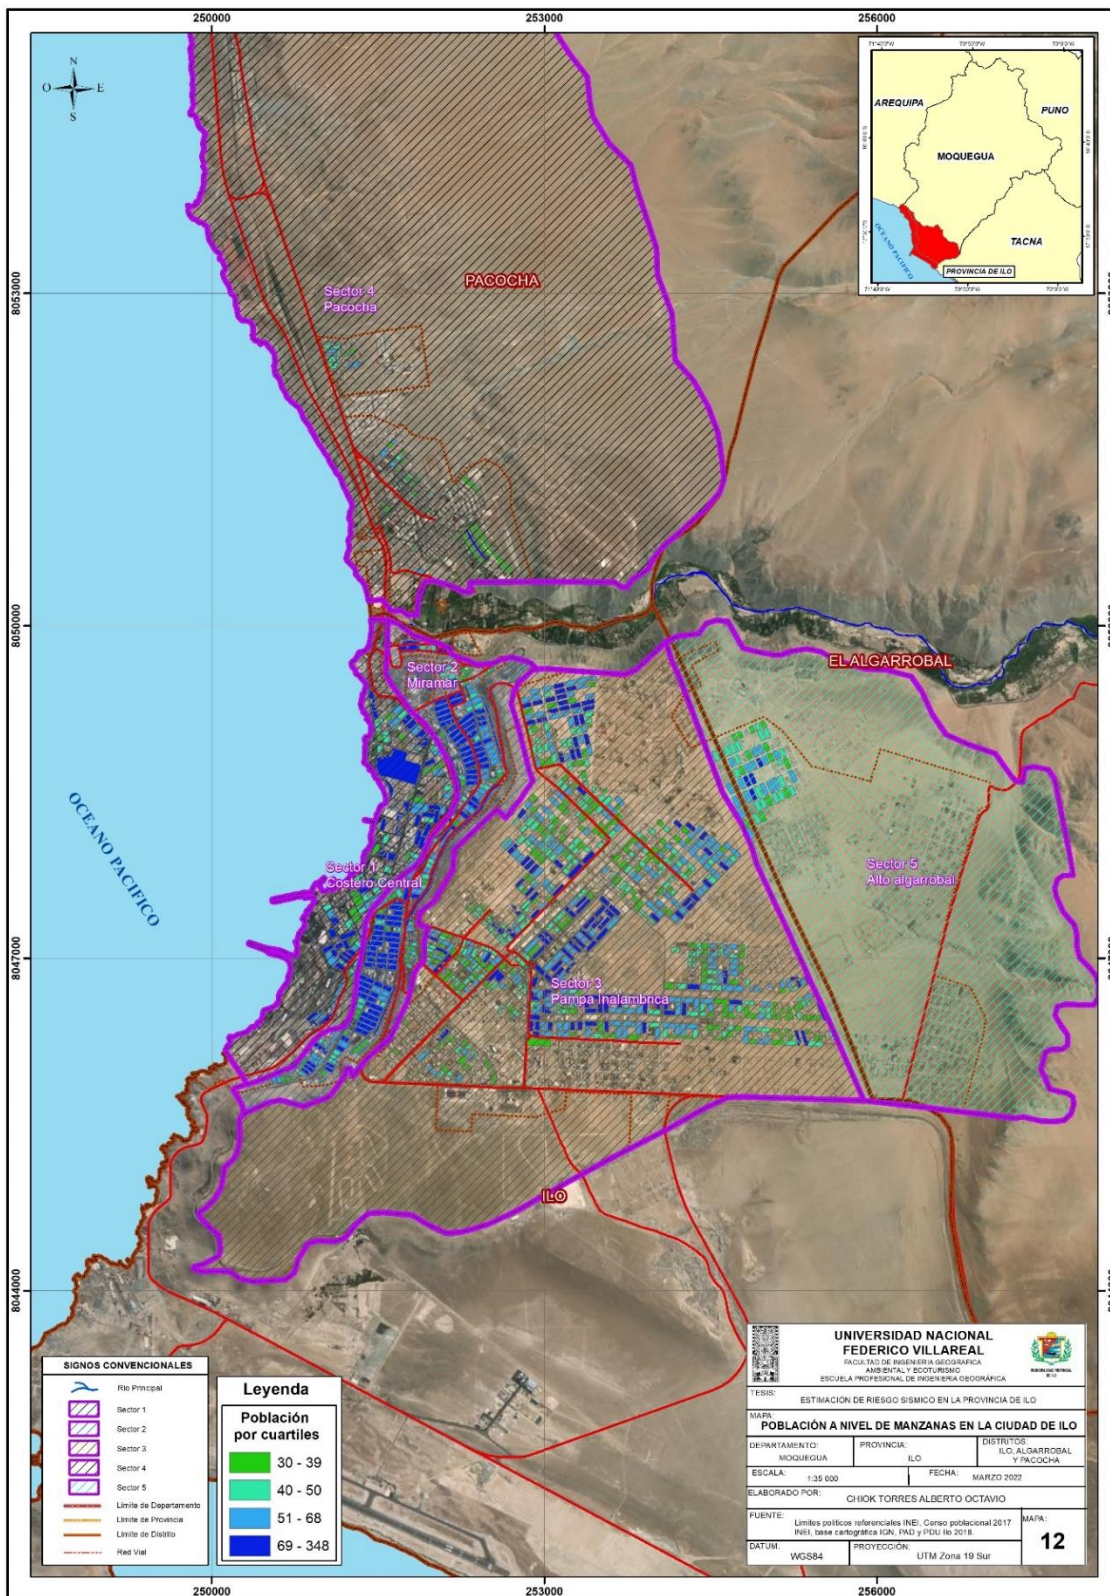 250000
253000
256000
N
O
E
S
AREQUIPA
PUNO
MOQUEGUA
TACNA
OCEANO PACIFICO
PROVINCIA DE ILO
8053000
Sector 4
Pacocha
PACOCHA
8050000
EL ALGARROBAL
Sector 2
Miramar
OCEANO PACIFICO
Sector 1
Costero Central
Sector 5
Alto algarrobal
8047000
Sector 3
Pampa Inalambrica
ILO
8044000
SIGNOS CONVENCIONALES
Rio Principal
Sector 1
Sector 2
Sector 3
Sector 4
Sector 5
Limite de Departamento
Limite de Provincia
Limite de Distrito
Red Vial
Leyenda
Población
por cuartiles
30 - 39
40 - 50
51 - 68
69 - 348
UNIVERSIDAD NACIONAL
FEDERICO VILLAREAL
FACULTAD DE INGENIERIA GEOGRAFICA
AMBIENTAL Y ECOTURISMO
ESCUELA PROFESIONAL DE INGENIERIA GEOGRÁFICA
TESIS:
ESTIMACIÓN DE RIESGO SISMICO EN LA PROVINCIA DE ILO
MAPA:
POBLACIÓN A NIVEL DE MANZANAS EN LA CIUDAD DE ILO
DEPARTAMENTO:
MOQUEGUA
PROVINCIA:
ILO
DISTRITOS:
ILO, ALGARROBAL
Y PACOCHA
ESCALA:
1:35 000
FECHA:
MARZO 2022
ELABORADO POR:
CHIOK TORRES ALBERTO OCTAVIO
FUENTE:
Limites politicos referenciales INEI, Censo poblacional 2017
INEI, base cartográfica IGN, PAD y PDU Ilo 2018.
MAPA:
12
DATUM:
WGS84
PROYECCIÓN:
UTM Zona 19 Sur
250000
253000
256000